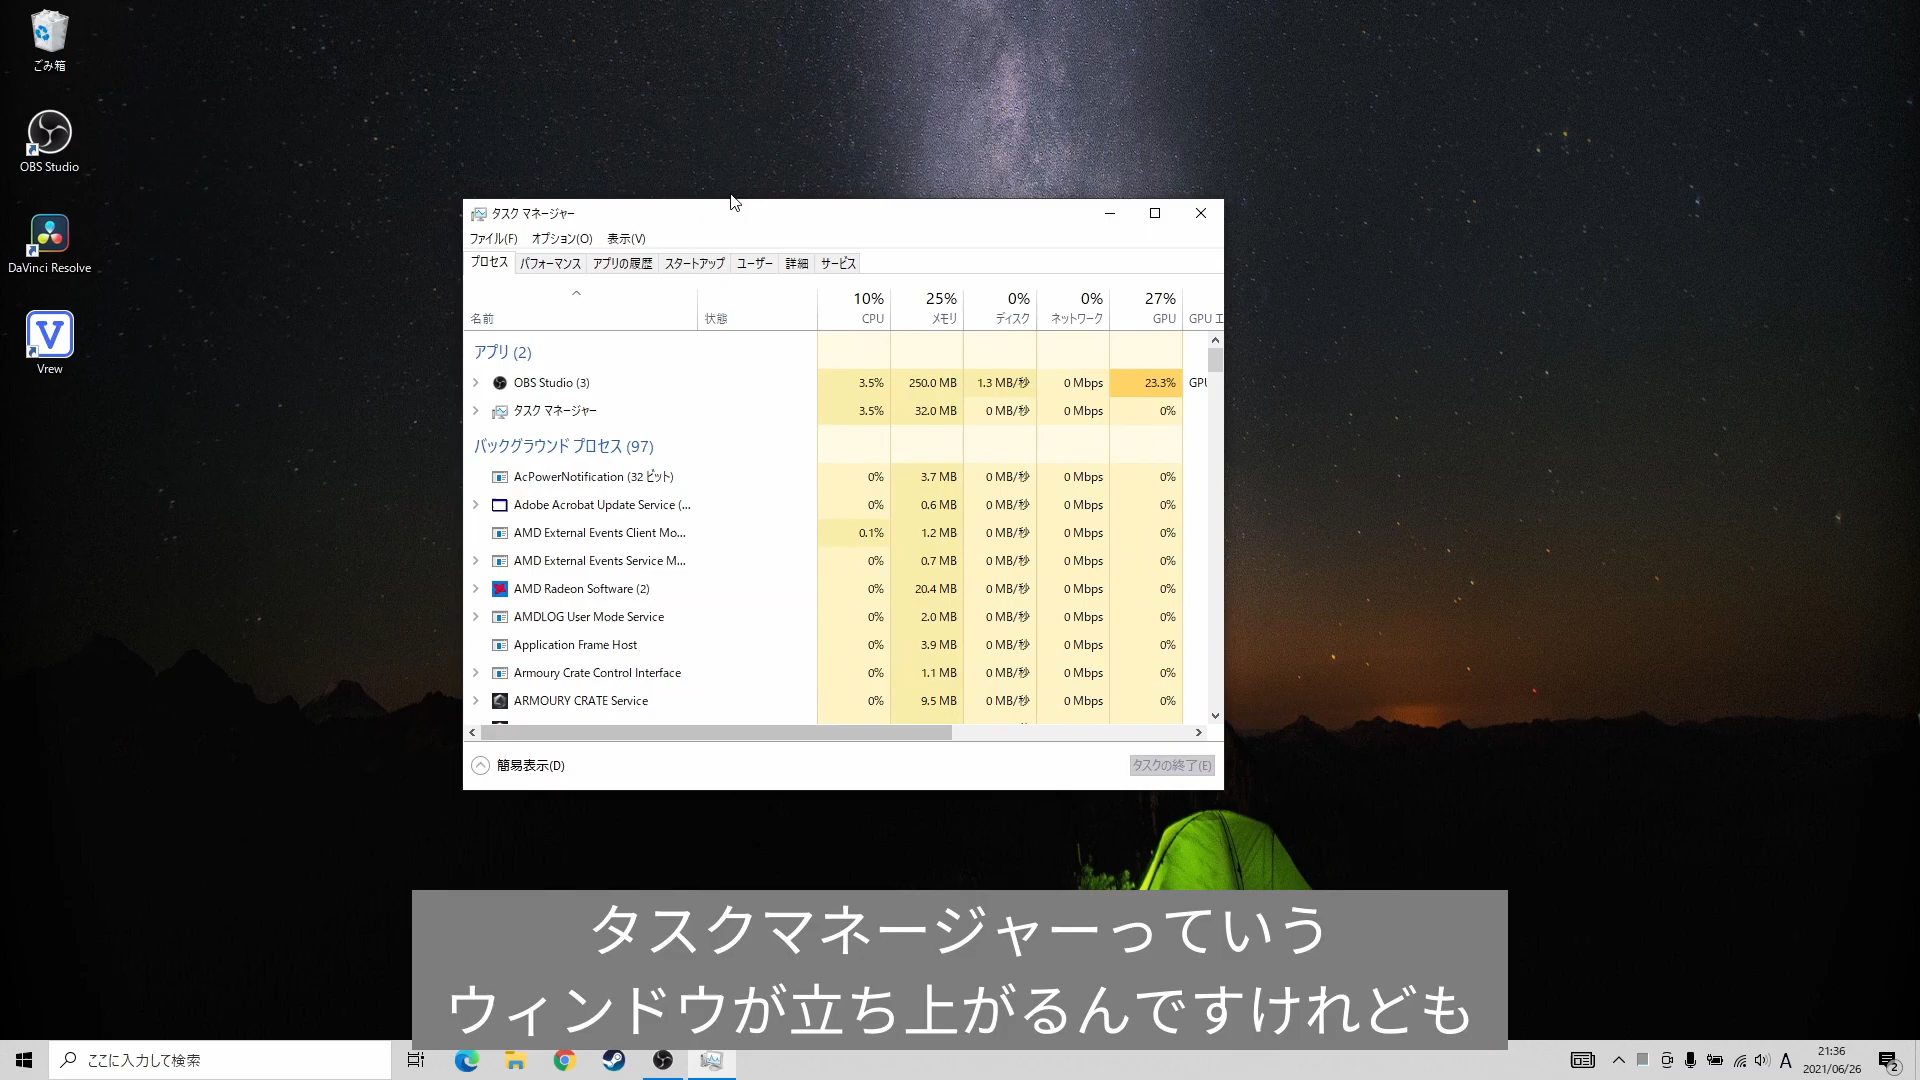 ごみ箱
OBS Studio
DaVinci Resolve
Vrew
タスク マネージャー
ファイル(F) オプション(O) 表示(V)
プロセス パフォーマンス アプリの履歴 スタートアップ ユーザー 詳細 サービス
10% 25% 0% 0% 27%
名前 状態 CPU メモリ ディスク ネットワーク GPU GPU エ
アプリ (2)
OBS Studio (3) 3.5% 250.0 MB 1.3 MB/秒 0 Mbps 23.3% GPU
タスク マネージャー 3.5% 32.0 MB 0 MB/秒 0 Mbps 0%
バックグラウンド プロセス (97)
AcPowerNotification (32 ビット) 0% 3.7 MB 0 MB/秒 0 Mbps 0%
Adobe Acrobat Update Service (... 0% 0.6 MB 0 MB/秒 0 Mbps 0%
AMD External Events Client Mo... 0.1% 1.2 MB 0 MB/秒 0 Mbps 0%
AMD External Events Service M... 0% 0.7 MB 0 MB/秒 0 Mbps 0%
AMD Radeon Software (2) 0% 20.4 MB 0 MB/秒 0 Mbps 0%
AMDLOG User Mode Service 0% 2.0 MB 0 MB/秒 0 Mbps 0%
Application Frame Host 0% 3.9 MB 0 MB/秒 0 Mbps 0%
Armoury Crate Control Interface 0% 1.1 MB 0 MB/秒 0 Mbps 0%
ARMOURY CRATE Service 0% 9.5 MB 0 MB/秒 0 Mbps 0%
簡易表示(D) タスクの終了(E)
タスクマネージャーっていう
ウィンドウが立ち上がるんですけれども
ここに入力して検索
A
21:36
2021/06/26
2